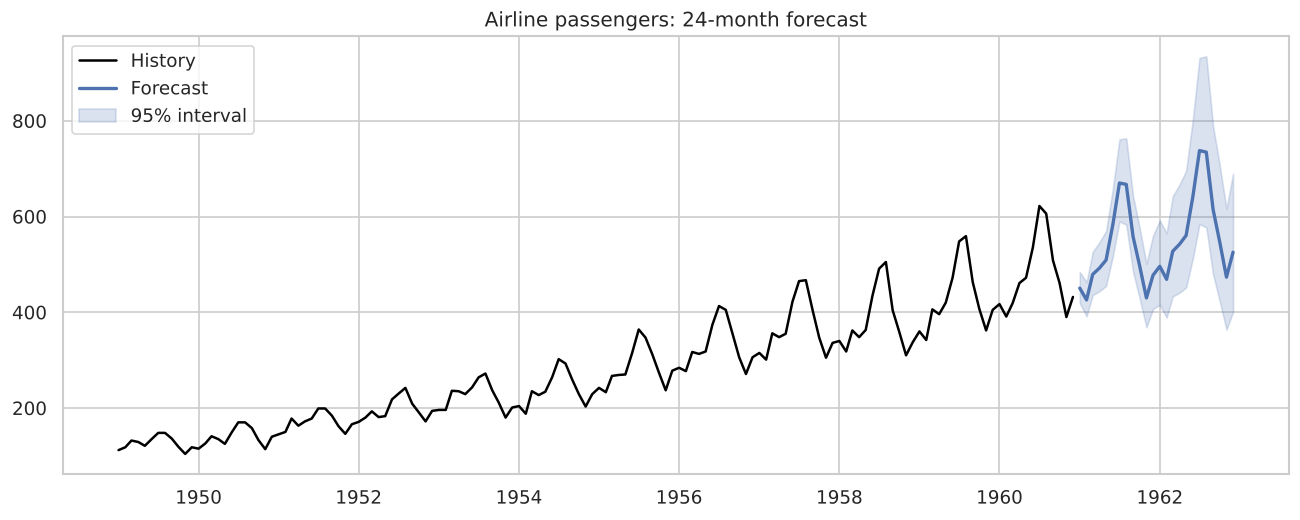 Airline passengers: 24-month forecast
History
Forecast
95% interval
800
600
400
200
1950 1952 1954 1956 1958 1960 1962